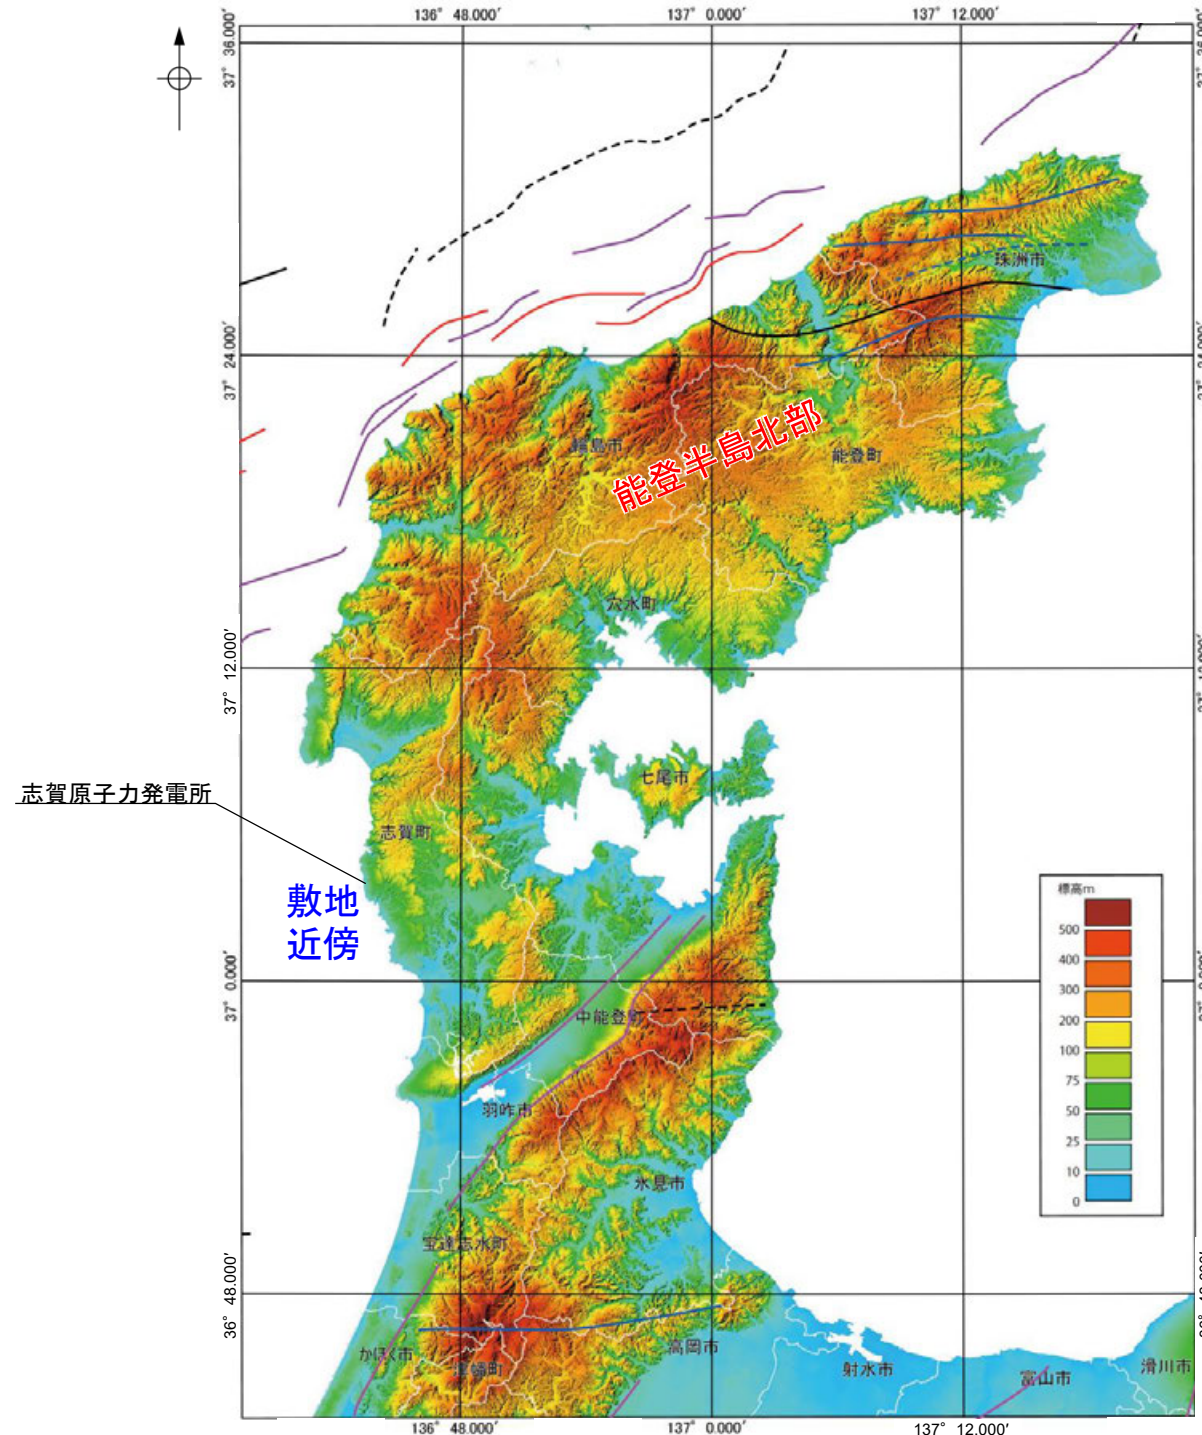 136° 48.000′
137° 0.000′
137° 12.000′
37° 36.000′
珠洲市
37° 24.000′
輪島市
能登半島北部
能登町
穴水町
37° 12.000′
七尾市
志賀原子力発電所
志賀町
敷地
近傍
標高m
500
400
300
200
100
75
50
25
10
0
37° 0.000′
中能登町
羽咋市
氷見市
宝達志水町
36° 48.000′
かほく市
津幡町
高岡市
射水市
富山市
滑川市
136° 48.000′
137° 0.000′
137° 12.000′